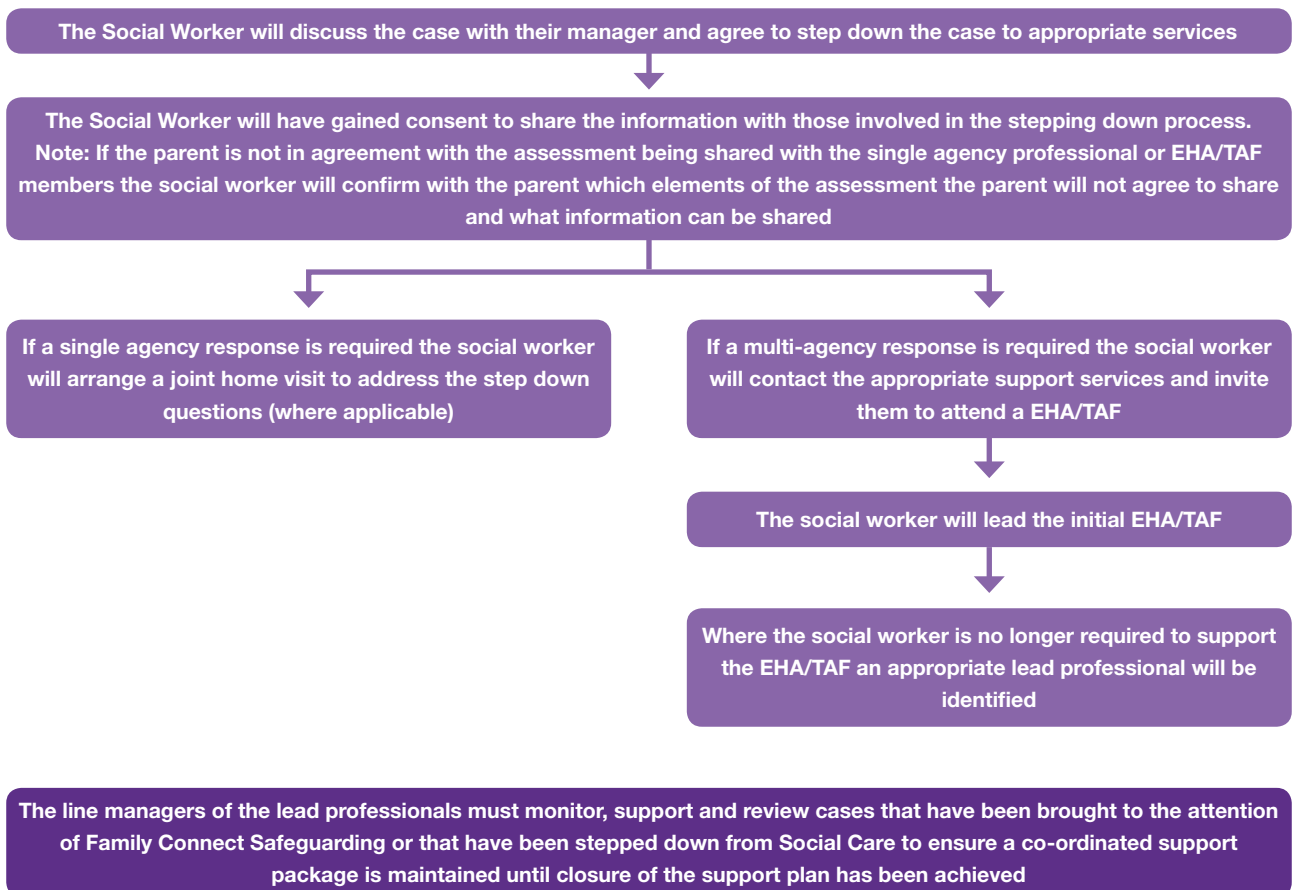 The Social Worker will discuss the case with their manager and agree to step down the case to appropriate services
The Social Worker will have gained consent to share the information with those involved in the stepping down process.
Note: If the parent is not in agreement with the assessment being shared with the single agency professional or EHA/TAF
members the social worker will confirm with the parent which elements of the assessment the parent will not agree to share
and what information can be shared
If a single agency response is required the social worker
will arrange a joint home visit to address the step down
questions (where applicable)
If a multi-agency response is required the social worker
will contact the appropriate support services and invite
them to attend a EHA/TAF
The social worker will lead the initial EHA/TAF
Where the social worker is no longer required to support
the EHA/TAF an appropriate lead professional will be
identified
The line managers of the lead professionals must monitor, support and review cases that have been brought to the attention
of Family Connect Safeguarding or that have been stepped down from Social Care to ensure a co-ordinated support
package is maintained until closure of the support plan has been achieved